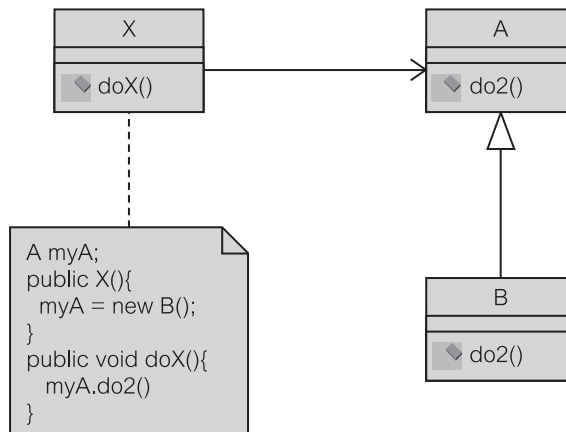 X
doX()
A
do2()
A myA;
public X(){
myA = new B();
}
public void doX(){
myA.do2()
}
B
do2()